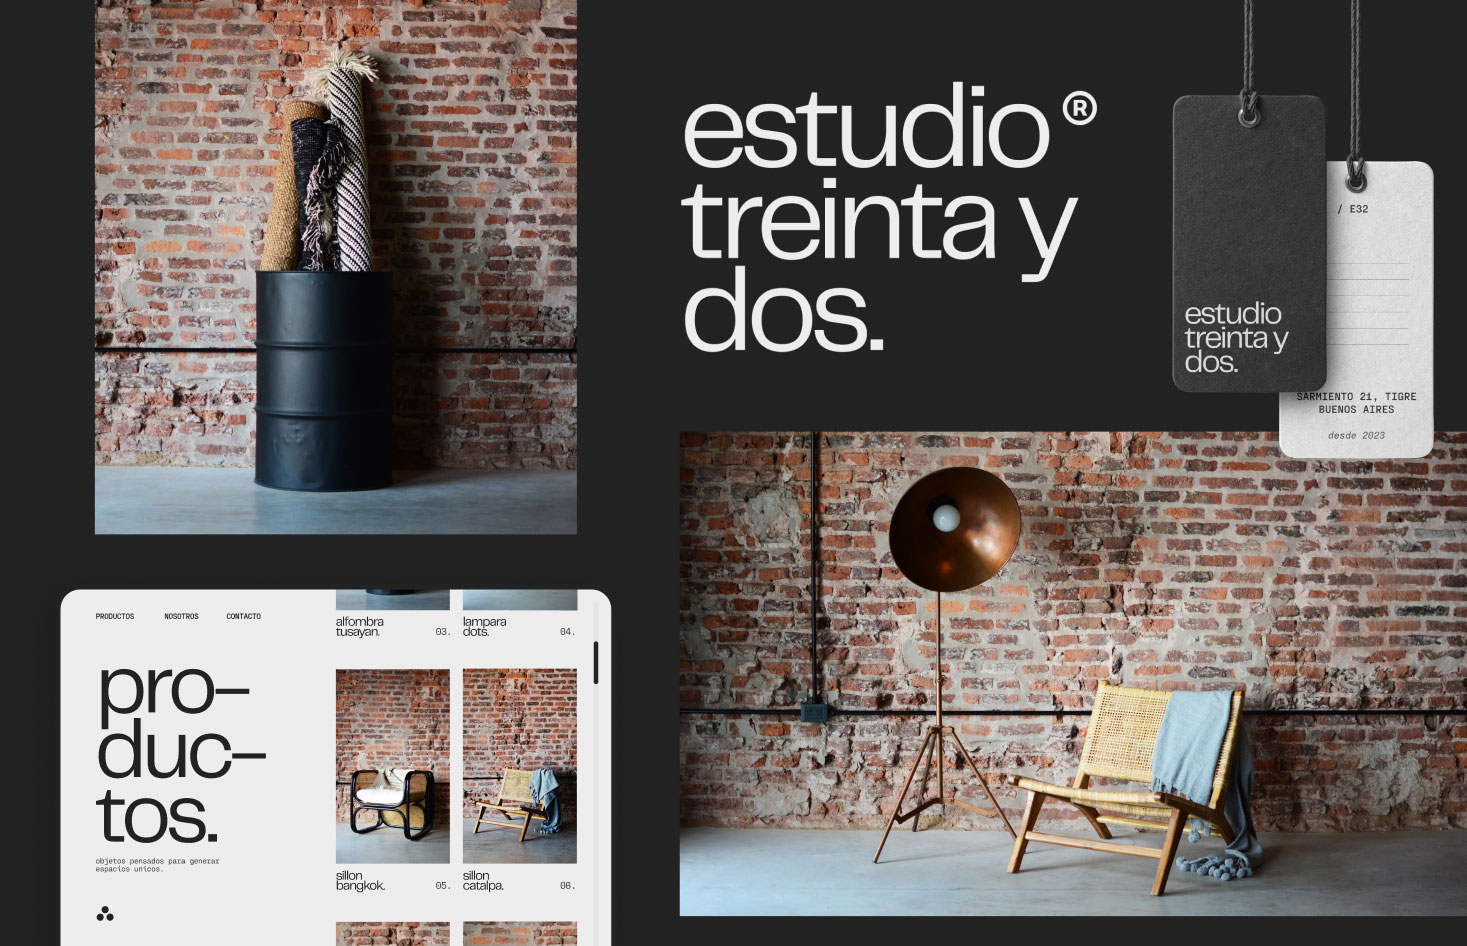 estudio ®
treinta y
dos.
estudio
treinta y
dos.
/ E32
SARMIENTO 21, TIGRE
BUENOS AIRES
desde 2023
PRODUCTOS NOSOTROS CONTACTO
pro–
duc–
tos.
objetos pensados para generar
espacios unicos.
alfombra
tusayan. 03.
lampara
dots. 04.
sillon
bangkok. 05.
sillon
catalpa. 06.